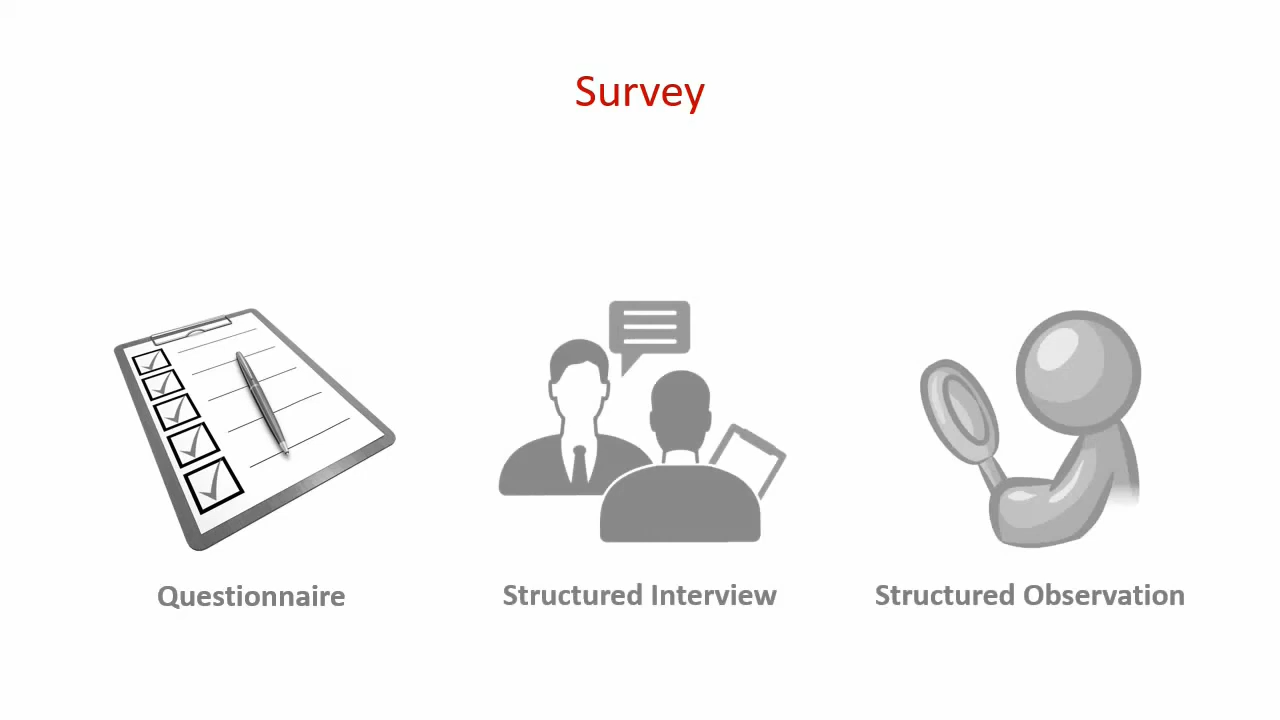 Survey
Questionnaire
Structured Interview
Structured Observation